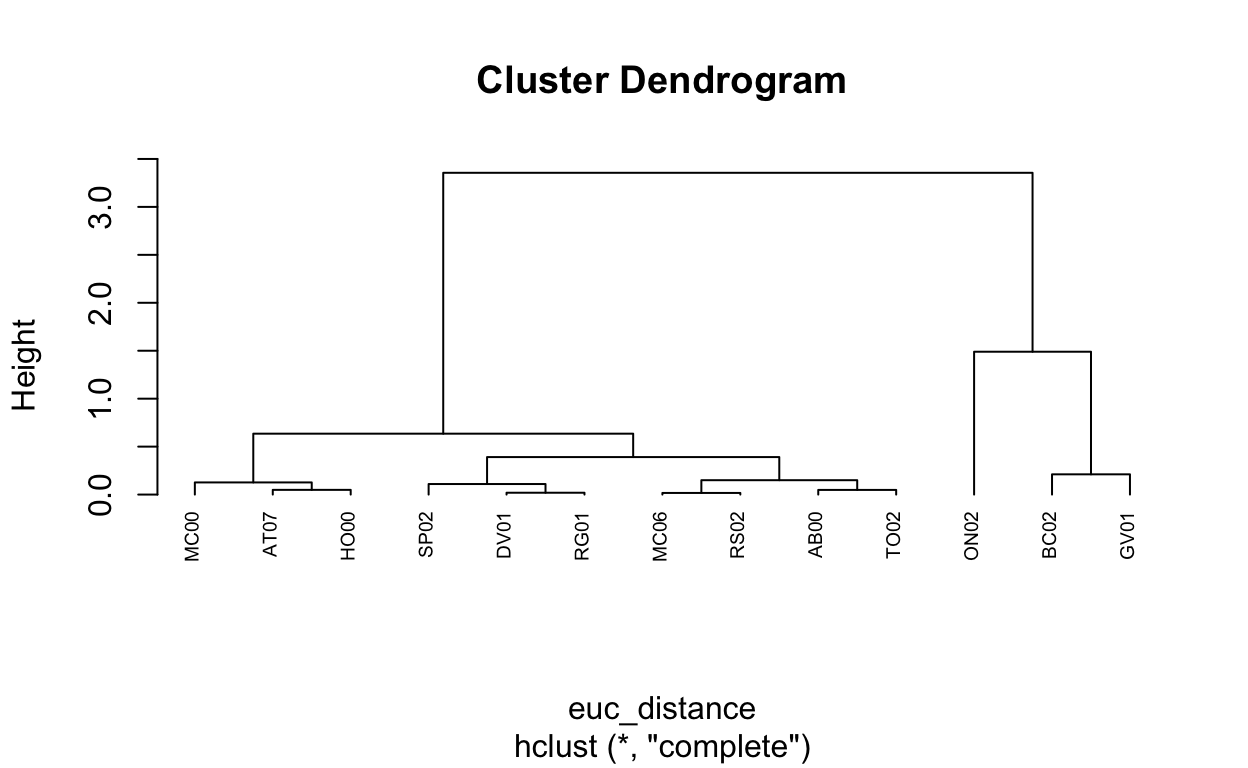 Cluster Dendrogram
Height
3.0
2.0
1.0
0.0
MC00
AT07
HO00
SP02
DV01
RG01
MC06
RS02
AB00
TO02
ON02
BC02
GV01
euc_distance
hclust (*, "complete")